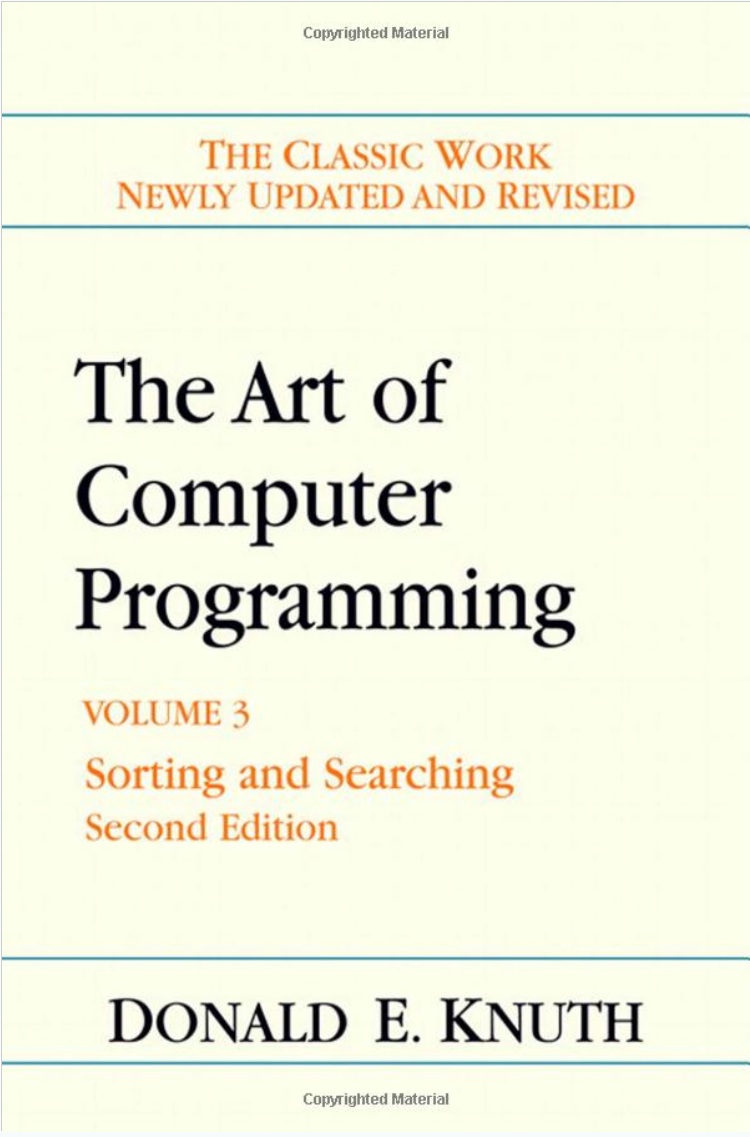 Copyrighted Material
THE CLASSIC WORK
NEWLY UPDATED AND REVISED
The Art of
Computer
Programming
VOLUME 3
Sorting and Searching
Second Edition
DONALD E. KNUTH
Copyrighted Material